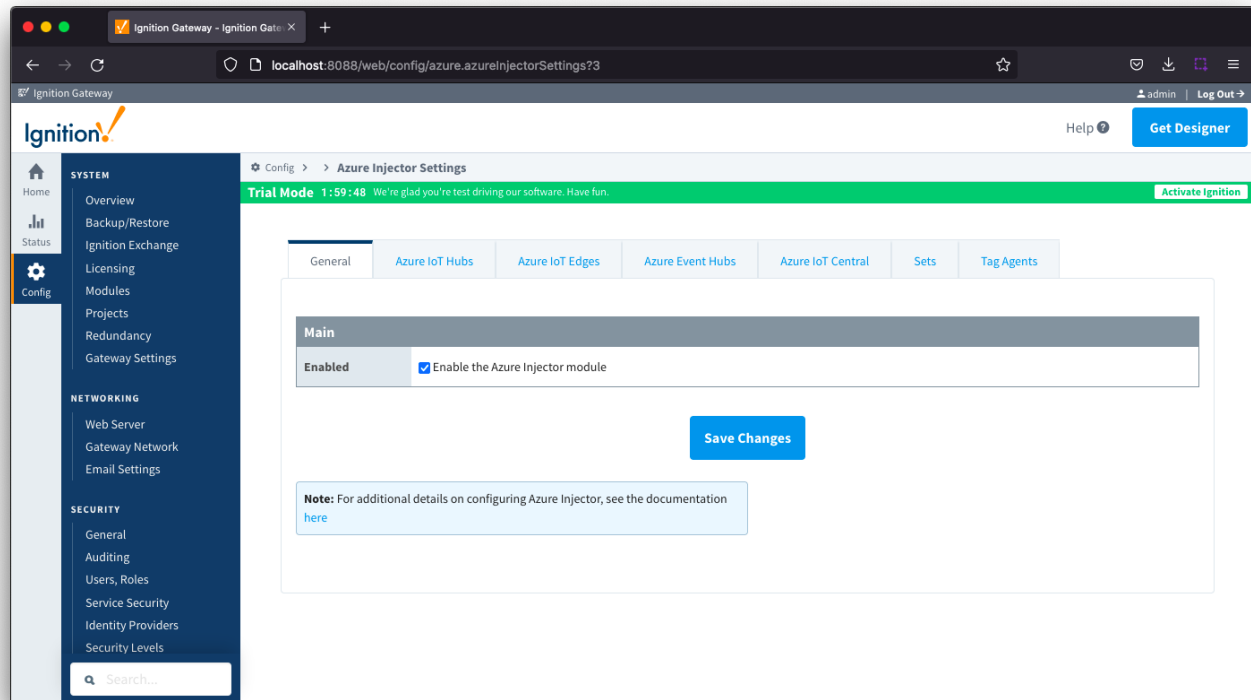 Ignition Gateway - Ignition Gate
localhost:8088/web/config/azure.azureInjectorSettings?3
Ignition Gateway
admin | Log Out
Ignition!
Help
Get Designer
Home
Status
Config
SYSTEM
Overview
Backup/Restore
Ignition Exchange
Licensing
Modules
Projects
Redundancy
Gateway Settings
NETWORKING
Web Server
Gateway Network
Email Settings
SECURITY
General
Auditing
Users, Roles
Service Security
Identity Providers
Security Levels
Search...
Config > > Azure Injector Settings
Trial Mode 1:59:48 We're glad you're test driving our software. Have fun.
Activate Ignition
General Azure IoT Hubs Azure IoT Edges Azure Event Hubs Azure IoT Central Sets Tag Agents
Main
Enabled Enable the Azure Injector module
Save Changes
Note: For additional details on configuring Azure Injector, see the documentation
here